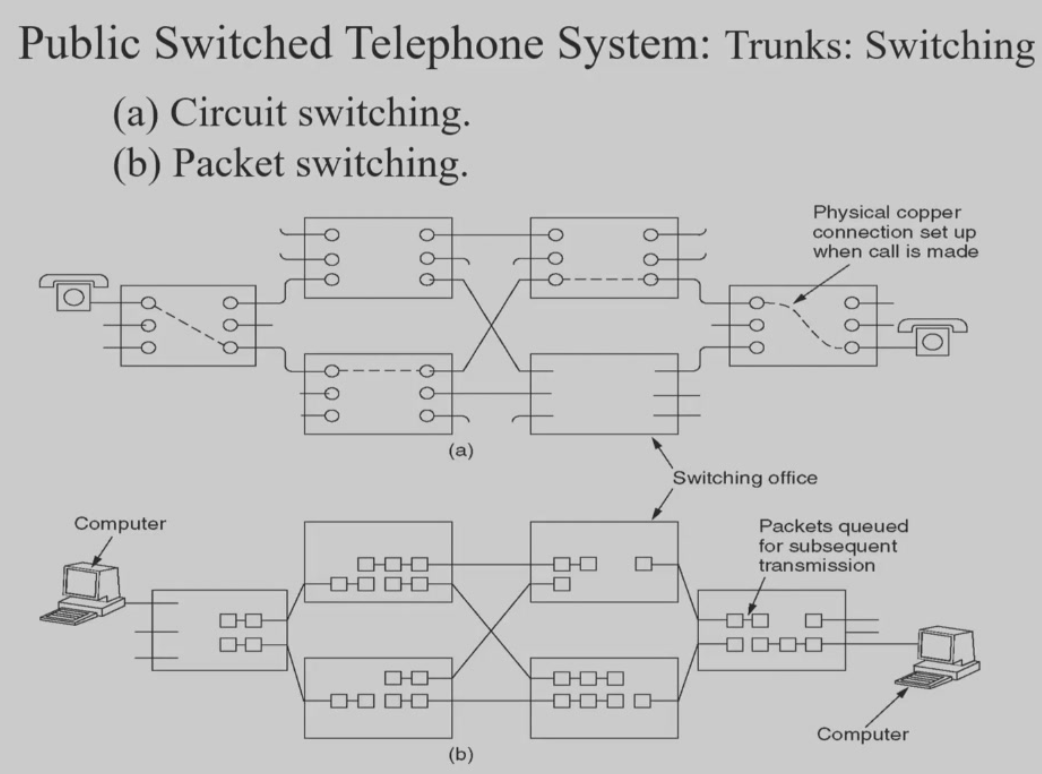 Public Switched Telephone System: Trunks: Switching
(a) Circuit switching.
(b) Packet switching.
Physical copper
connection set up
when call is made
(a)
Switching office
Computer
Packets queued
for subsequent
transmission
Computer
(b)